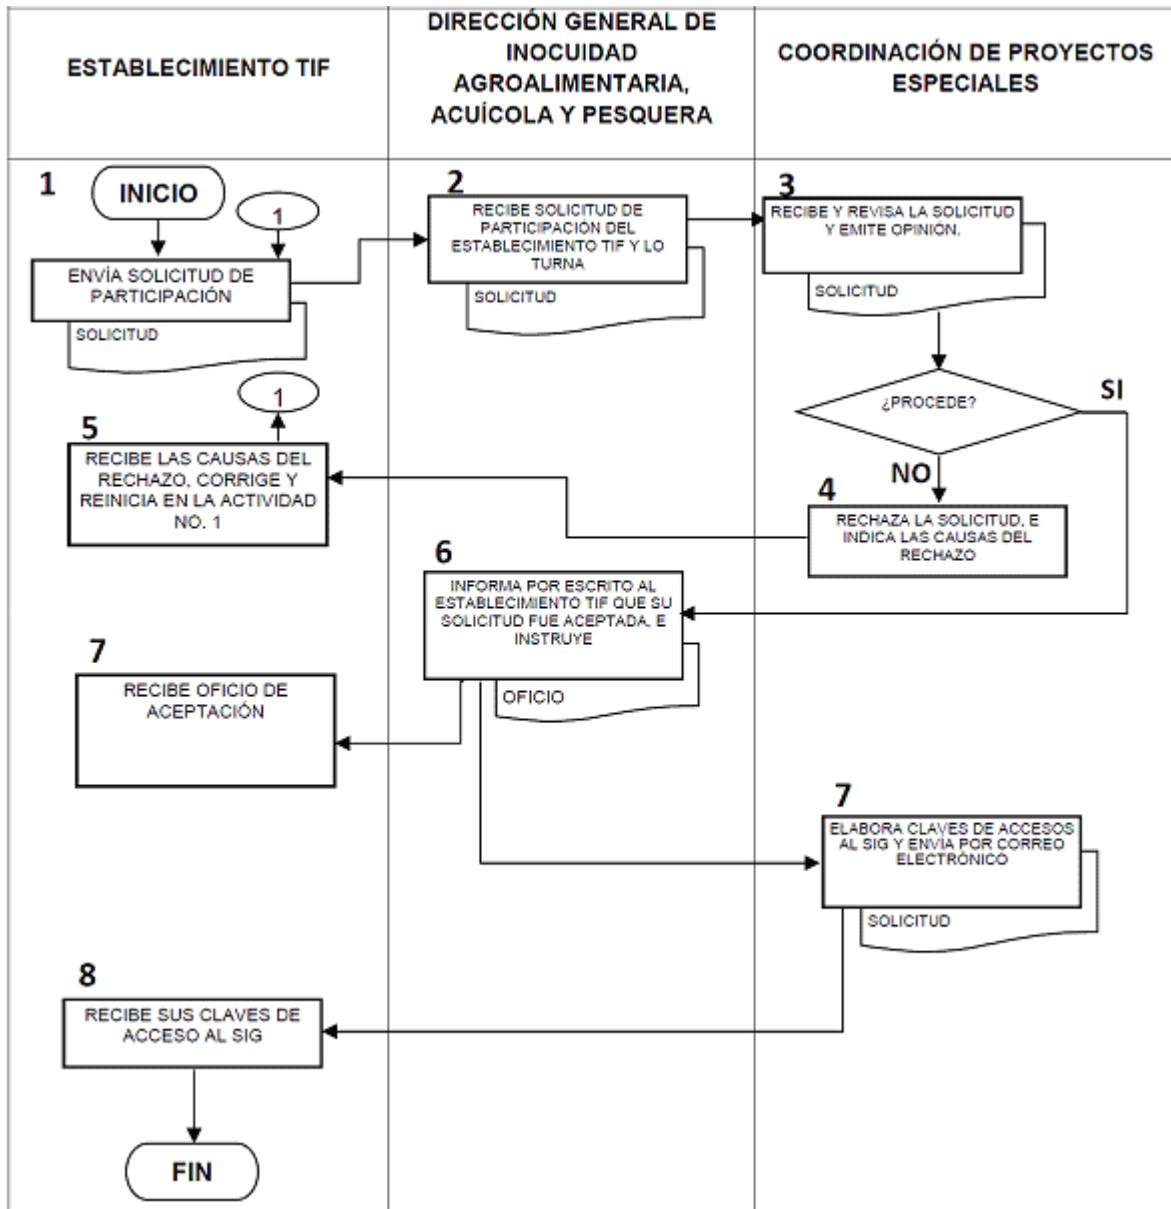 ESTABLECIMIENTO TIF
DIRECCIÓN GENERAL DE
INOCUIDAD
AGROALIMENTARIA,
ACUÍCOLA Y PESQUERA
COORDINACIÓN DE PROYECTOS
ESPECIALES
1
INICIO
1
ENVÍA SOLICITUD DE
PARTICIPACIÓN
SOLICITUD
2
RECIBE SOLICITUD DE
PARTICIPACIÓN DEL
ESTABLECIMIENTO TIF Y LO
TURNA
SOLICITUD
3
RECIBE Y REVISA LA SOLICITUD
Y EMITE OPINIÓN.
SOLICITUD
¿PROCEDE?
SI
NO
4
RECHAZA LA SOLICITUD, E
INDICA LAS CAUSAS DEL
RECHAZO
1
5
RECIBE LAS CAUSAS DEL
RECHAZO, CORRIGE Y
REINICIA EN LA ACTIVIDAD
NO. 1
6
INFORMA POR ESCRITO AL
ESTABLECIMIENTO TIF QUE SU
SOLICITUD FUE ACEPTADA, E
INSTRUYE
OFICIO
7
RECIBE OFICIO DE
ACEPTACIÓN
7
ELABORA CLAVES DE ACCESOS
AL SIG Y ENVÍA POR CORREO
ELECTRÓNICO
SOLICITUD
8
RECIBE SUS CLAVES DE
ACCESO AL SIG
FIN